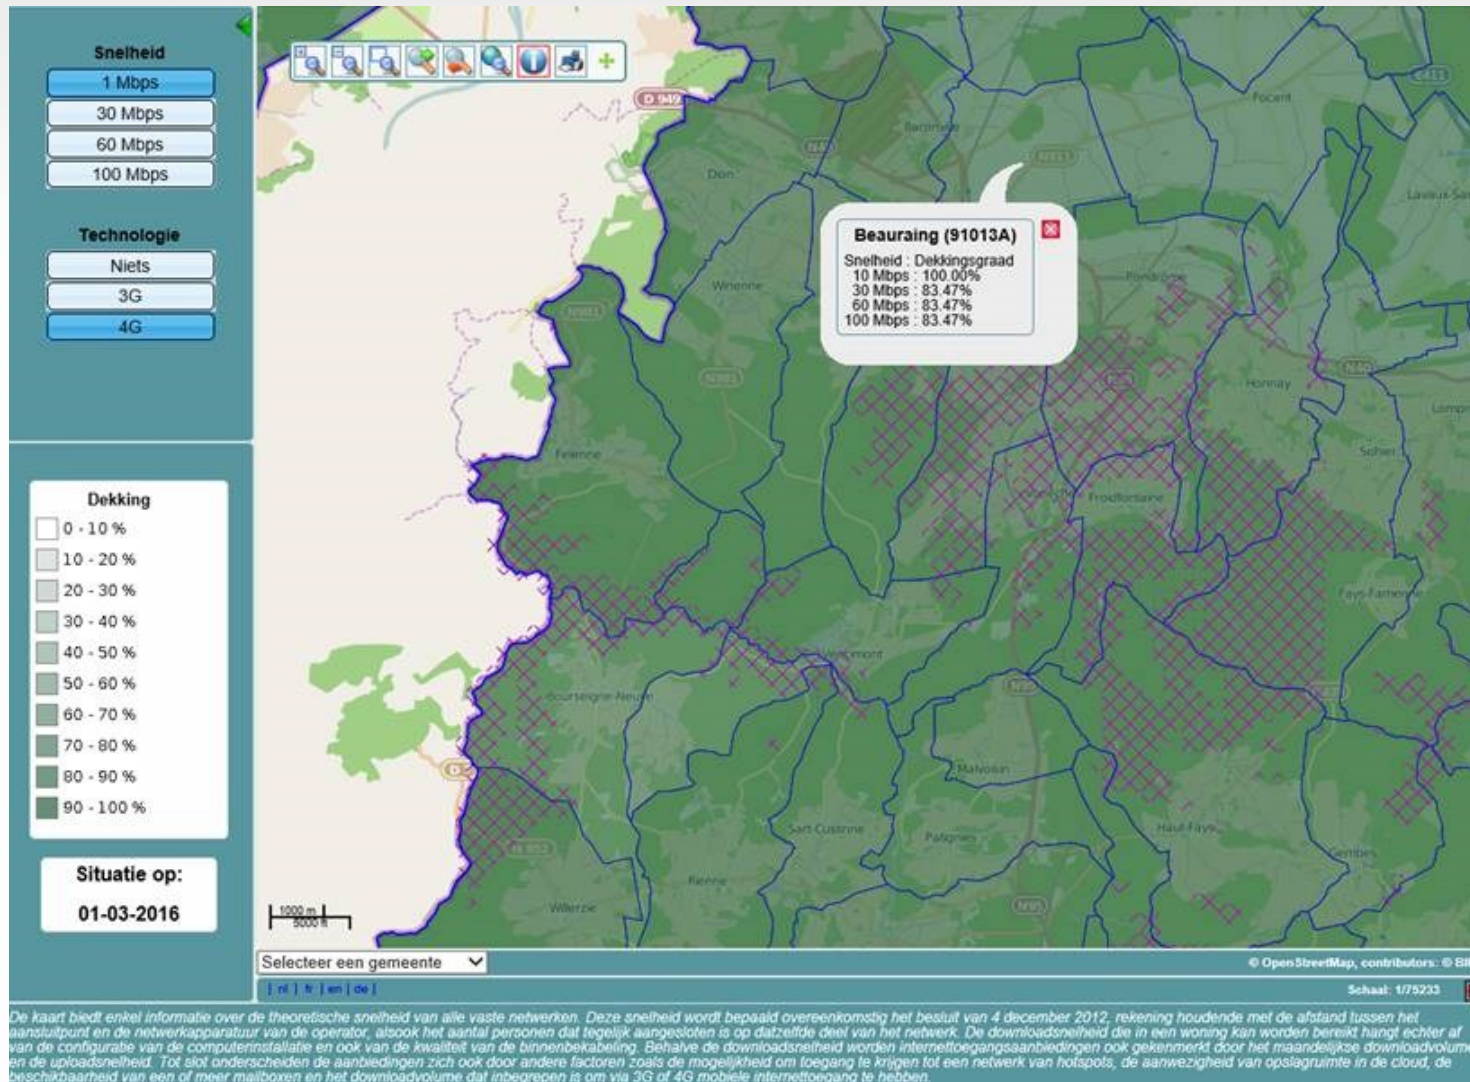 Snelheid
1 Mbps
30 Mbps
60 Mbps
100 Mbps
Technologie
Niets
3G
4G
Dekking
0 - 10 %
10 - 20 %
20 - 30 %
30 - 40 %
40 - 50 %
50 - 60 %
60 - 70 %
70 - 80 %
80 - 90 %
90 - 100 %
Situatie op:
01-03-2016
D 949
Focant
Baronville
Dion
Winenne
Beauraing (91013A)
Snelheid : Dekkingsgraad
10 Mbps : 100.00%
30 Mbps : 83.47%
60 Mbps : 83.47%
100 Mbps : 83.47%
Lavaux-Sa
Pondrôme
N40
Honnay
Felenne
Sohier
Froidfontaine
Fays-Famenne
Vencimont
Bourseigne-Neuve
N95
Malvoisin
Sart-Custinne
Patignies
Haut-Fays
Gembes
Rienne
Willerzie
N95
1000 m
5000 ft
Selecteer een gemeente
© OpenStreetMap, contributors: © BI
| nl | fr | en | de |
Schaal: 1/75233
De kaart biedt enkel informatie over de theoretische snelheid van alle vaste netwerken. Deze snelheid wordt bepaald overeenkomstig het besluit van 4 december 2012, rekening houdende met de afstand tussen het
aansluitpunt en de netwerkapparatuur van de operator, alsook het aantal personen dat tegelijk aangesloten is op datzelfde deel van het netwerk. De downloadsnelheid die in een woning kan worden bereikt hangt echter af
van de configuratie van de computerinstallatie en ook van de kwaliteit van de binnenbekabeling. Behalve de downloadsnelheid worden internettoegangsaanbiedingen ook gekenmerkt door het maandelijkse downloadvolume
en de uploadsnelheid. Tot slot onderscheiden de aanbiedingen zich ook door andere factoren zoals de mogelijkheid om toegang te krijgen tot een netwerk van hotspots, de aanwezigheid van opslagruimte in de cloud, de
beschikbaarheid van een of meer mailboxen en het downloadvolume dat inbegrepen is om via 3G of 4G mobiele internettoegang te hebben.